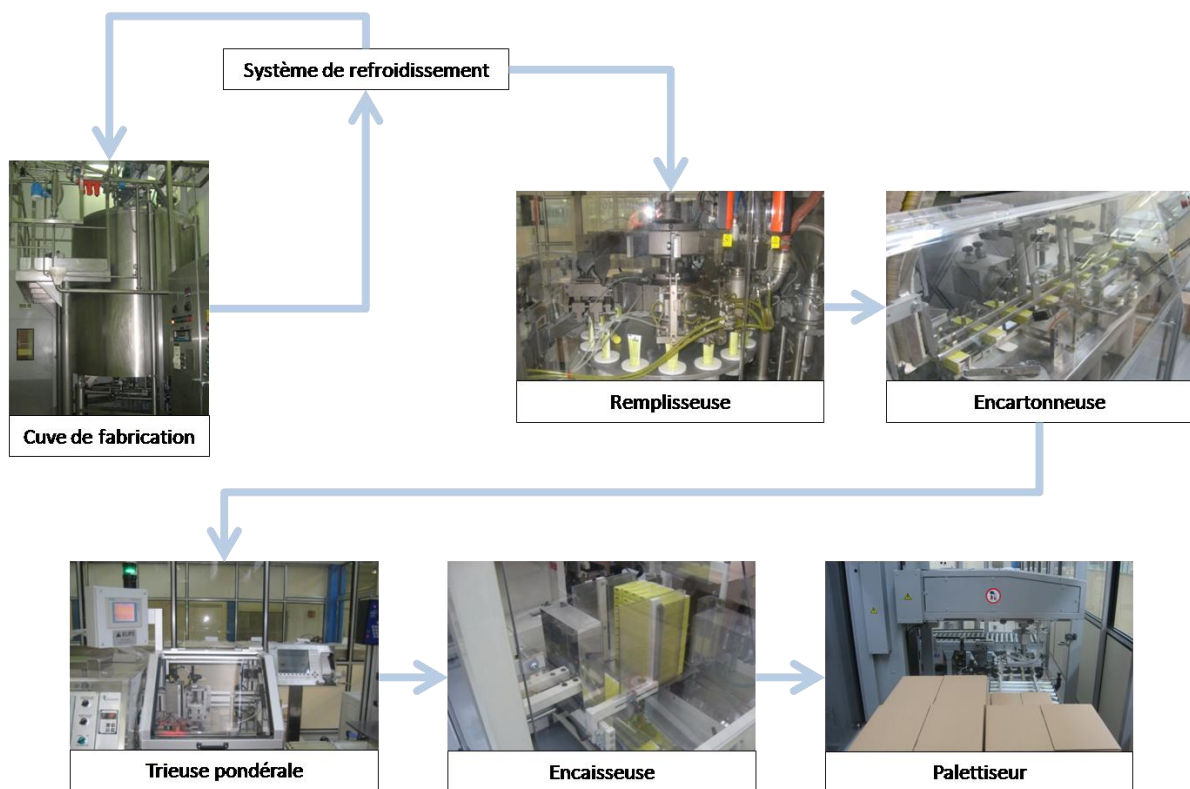 Système de refroidissement
Cuve de fabrication
Remplisseuse
Encartonneuse
Trieuse pondérale
Encaisseuse
Palettiseur